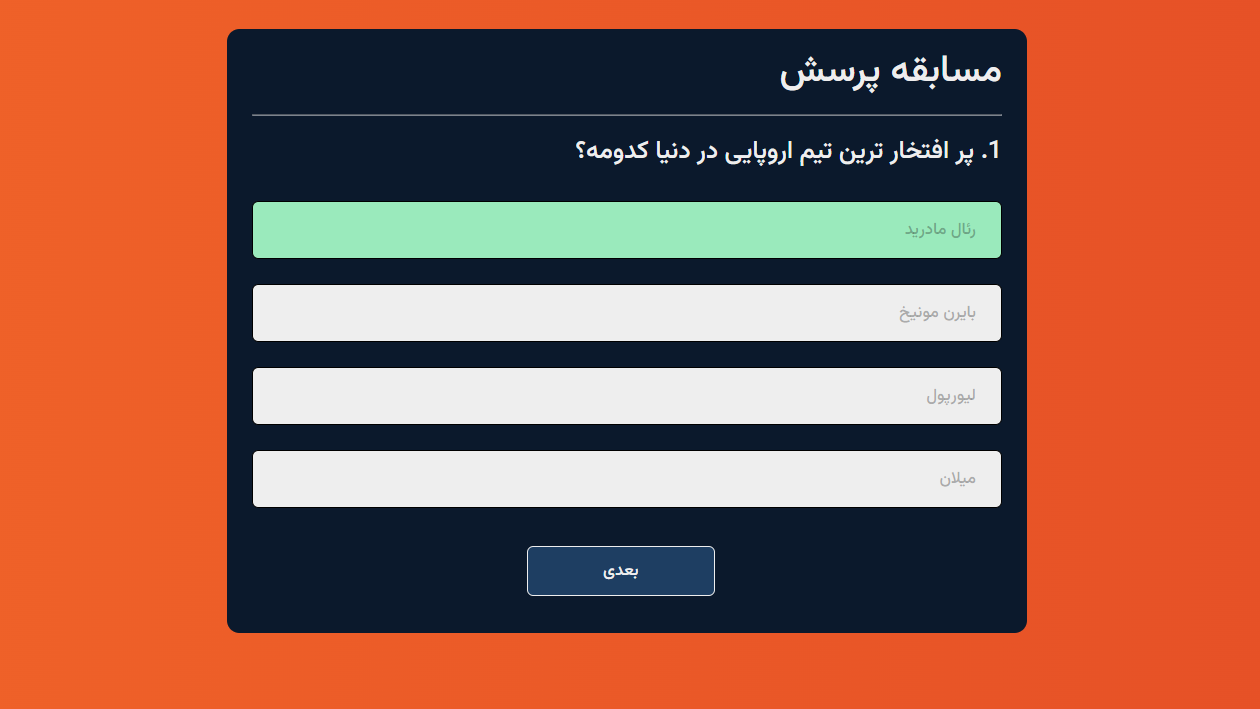 مسابقه پرسش
1. پر افتخار ترین تیم اروپایی در دنیا کدومه؟
رئال مادرید
بایرن مونیخ
لیورپول
میلان
بعدی